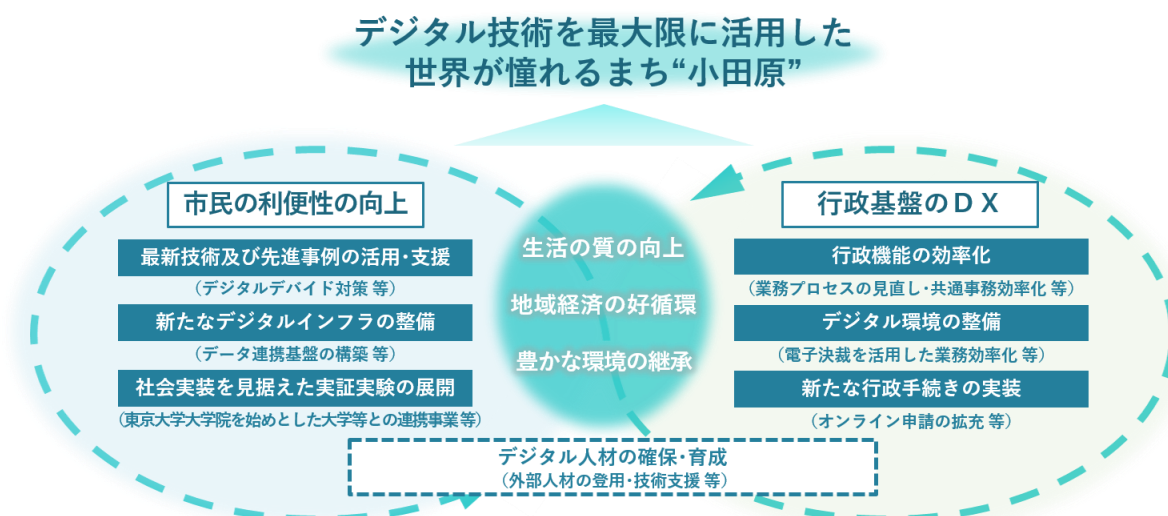 デジタル技術を最大限に活用した
世界が憧れるまち“小田原”
市民の利便性の向上
最新技術及び先進事例の活用・支援
（デジタルデバイド対策 等）
新たなデジタルインフラの整備
（データ連携基盤の構築 等）
社会実装を見据えた実証実験の展開
（東京大学大学院を始めとした大学等との連携事業 等）
生活の質の向上
地域経済の好循環
豊かな環境の継承
行政基盤のＤＸ
行政機能の効率化
（業務プロセスの見直し・共通事務効率化 等）
デジタル環境の整備
（電子決裁を活用した業務効率化 等）
新たな行政手続きの実装
（オンライン申請の拡充 等）
デジタル人材の確保・育成
（外部人材の登用・技術支援 等）